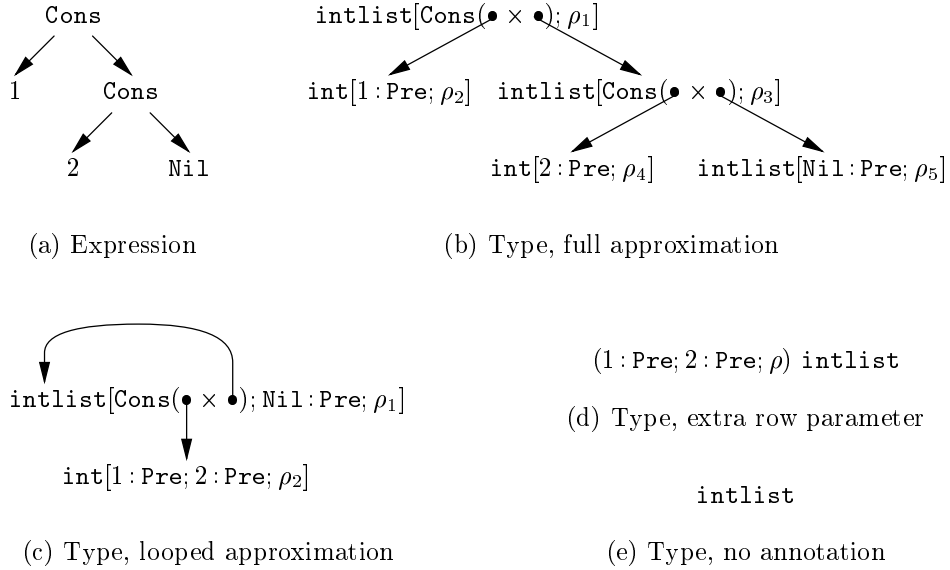 Cons
1 Cons
2 Nil
(a) Expression
intlist[Cons(• × •); ρ1]
int[1 : Pre; ρ2] intlist[Cons(• × •); ρ3]
int[2 : Pre; ρ4] intlist[Nil : Pre; ρ5]
(b) Type, full approximation
intlist[Cons(• × •); Nil : Pre; ρ1]
int[1 : Pre; 2 : Pre; ρ2]
(c) Type, looped approximation
(1 : Pre; 2 : Pre; ρ) intlist
(d) Type, extra row parameter
intlist
(e) Type, no annotation